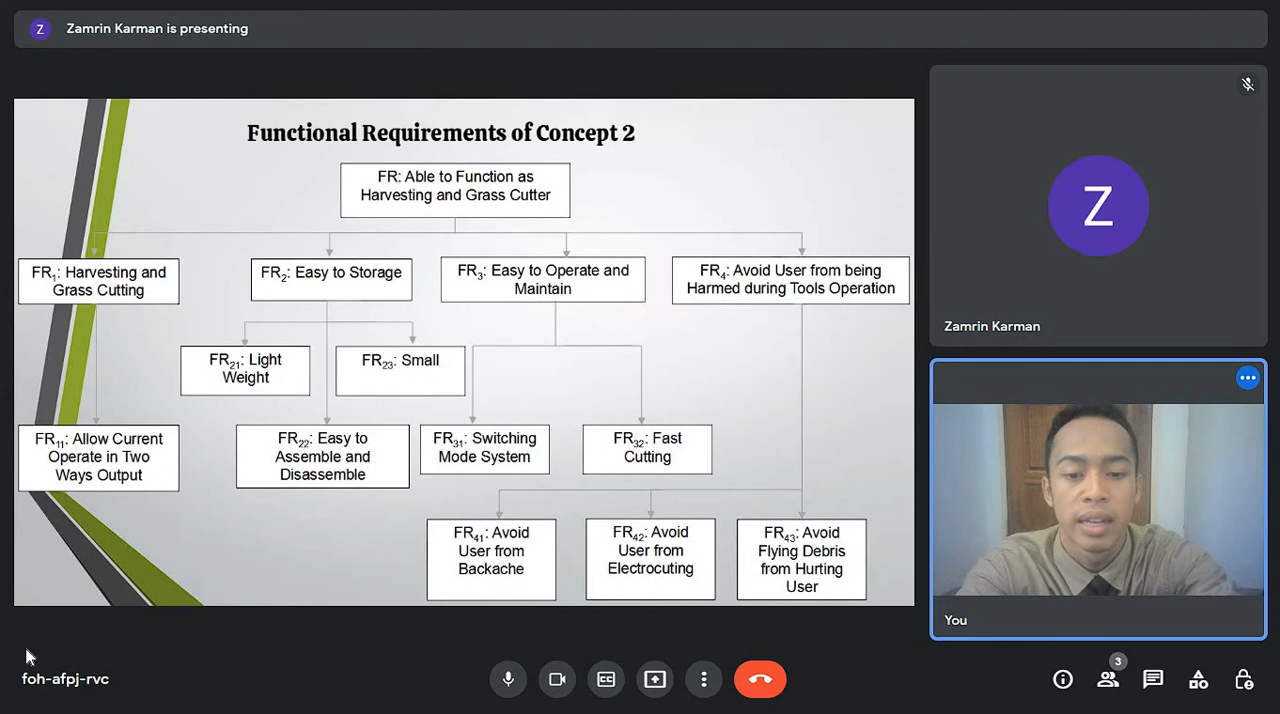 Z
Zamrin Karman is presenting
Functional Requirements of Concept 2
FR: Able to Function as
Harvesting and Grass Cutter
FR1: Harvesting and
Grass Cutting
FR2: Easy to Storage
FR3: Easy to Operate and
Maintain
FR4: Avoid User from being
Harmed during Tools Operation
FR21: Light
Weight
FR23: Small
FR11: Allow Current
Operate in Two
Ways Output
FR22: Easy to
Assemble and
Disassemble
FR31: Switching
Mode System
FR32: Fast
Cutting
FR41: Avoid
User from
Backache
FR42: Avoid
User from
Electrocuting
FR43: Avoid
Flying Debris
from Hurting
User
Z
Zamrin Karman
You
foh-afpj-rvc
CC
3